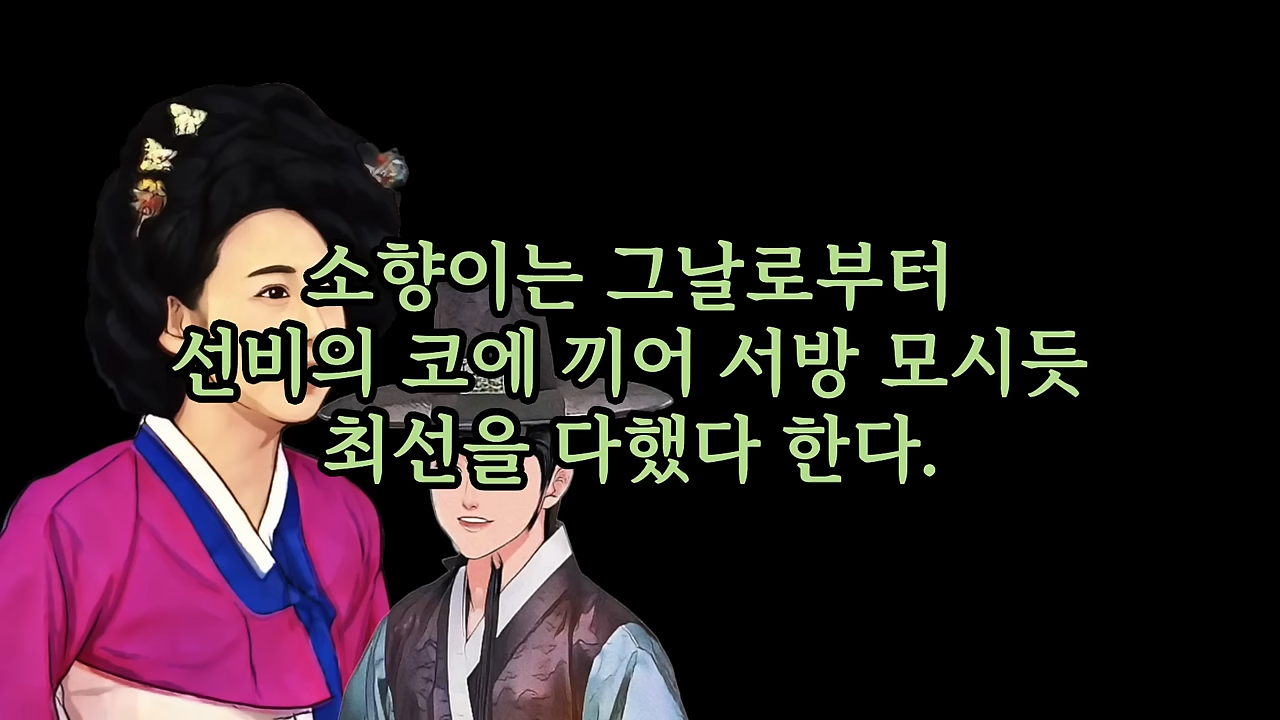 소향이는 그날로부터
선비의 코에 끼어 서방 모시듯
최선을 다했다 한다.